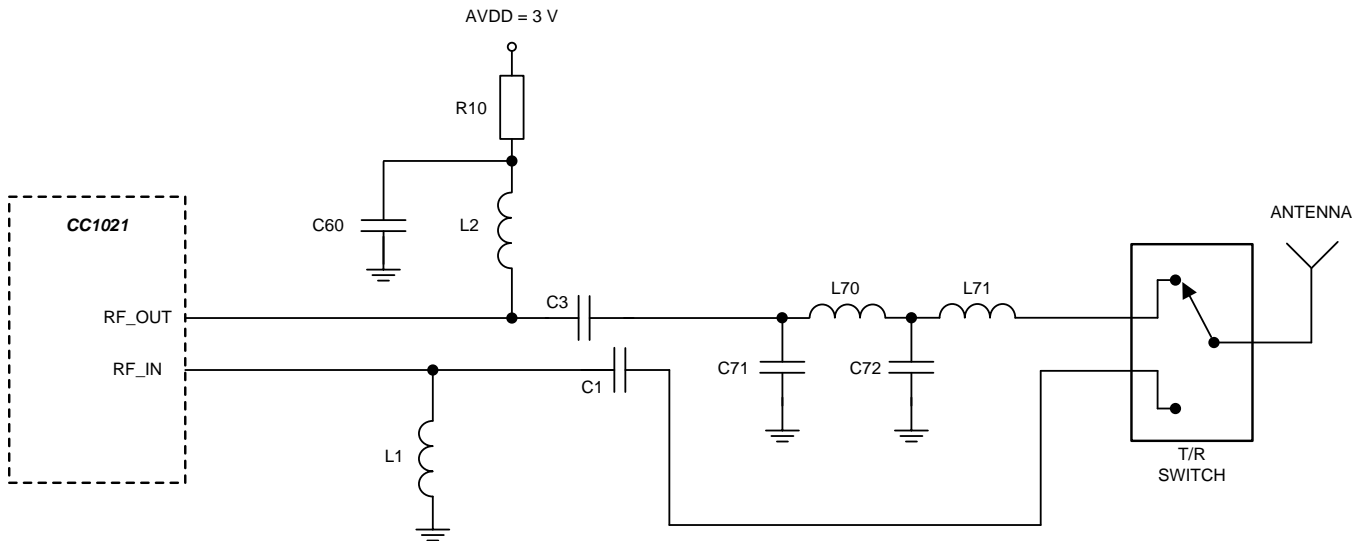 AVDD = 3 V
R10
CC1021
C60
L2
ANTENNA
C3
L70
L71
RF_OUT
RF_IN
C1
C71
C72
L1
T/R
SWITCH